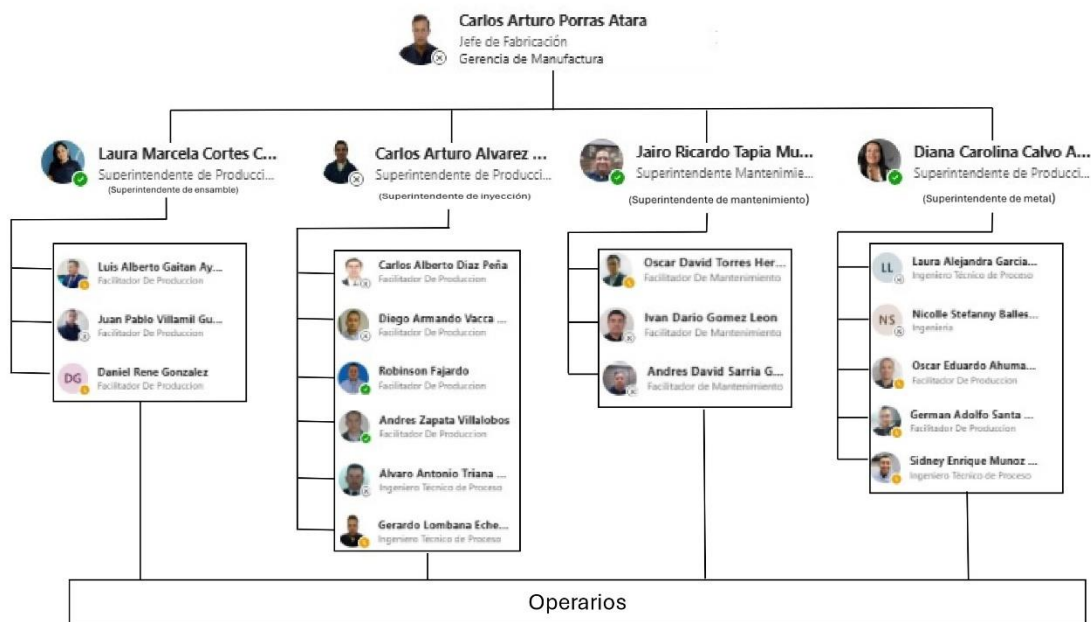 Carlos Arturo Porras Atara
Jefe de Fabricación
Gerencia de Manufactura
Laura Marcela Cortes C...
Superintendente de Producci...
(Superintendente de ensamble)
Carlos Arturo Alvarez ...
Superintendente de Producci...
(Superintendente de inyección)
Jairo Ricardo Tapia Mu...
Superintendente Mantenimie...
(Superintendente de mantenimiento)
Diana Carolina Calvo A...
Superintendente de Producci...
(Superintendente de metal)
Luis Alberto Gaitan Ay...
Facilitador De Produccion
Juan Pablo Villamil Gu...
Facilitador De Produccion
DG
Daniel Rene Gonzalez
Facilitador De Produccion
Carlos Alberto Diaz Peña
Facilitador De Produccion
Diego Armando Vacca ...
Facilitador De Produccion
Robinson Fajardo
Facilitador De Produccion
Andres Zapata Villalobos
Facilitador De Produccion
Alvaro Antonio Triana ...
Ingeniero Técnico de Proceso
Gerardo Lombana Eche...
Ingeniero Técnico de Proceso
Oscar David Torres Her...
Facilitador De Mantenimiento
Ivan Dario Gomez Leon
Facilitador De Mantenimiento
Andres David Sarria G...
Facilitador de Mantenimiento
LL
Laura Alejandra Garcia...
Ingeniero Técnico de Proceso
NS
Nicolle Stefanny Balles...
Ingenieria
Oscar Eduardo Ahuma...
Facilitador De Produccion
German Adolfo Santa ...
Facilitador De Produccion
Sidney Enrique Munoz ...
Ingeniero Técnico de Proceso
Operarios